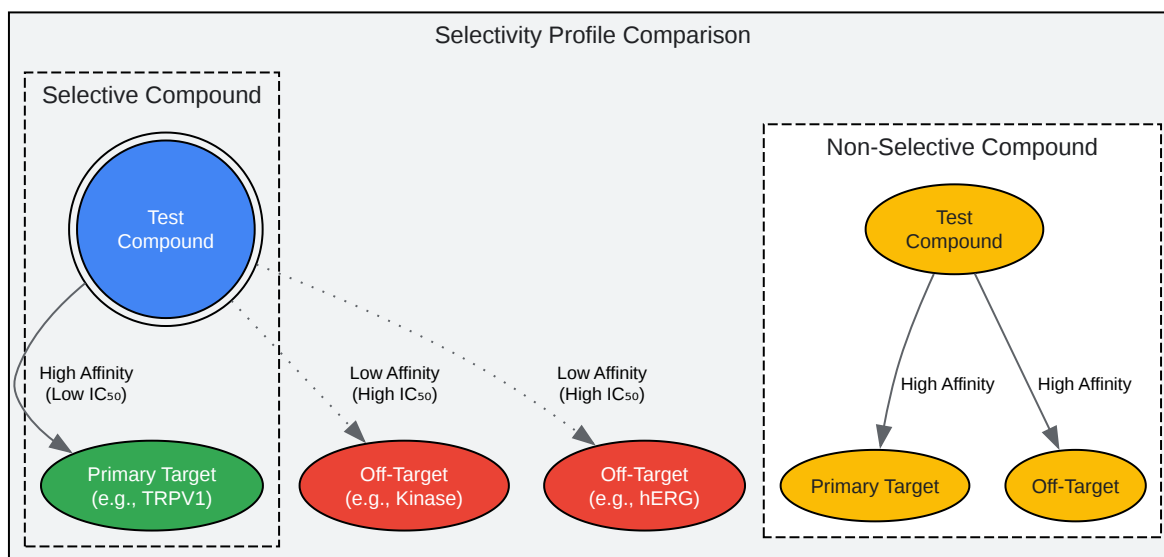 Selectivity Profile Comparison
Selective Compound
Test
Compound
High Affinity
(Low IC₅₀)
Low Affinity
(High IC₅₀)
Low Affinity
(High IC₅₀)
Primary Target
(e.g., TRPV1)
Off-Target
(e.g., Kinase)
Off-Target
(e.g., hERG)
Non-Selective Compound
Test
Compound
High Affinity
High Affinity
Primary Target
Off-Target